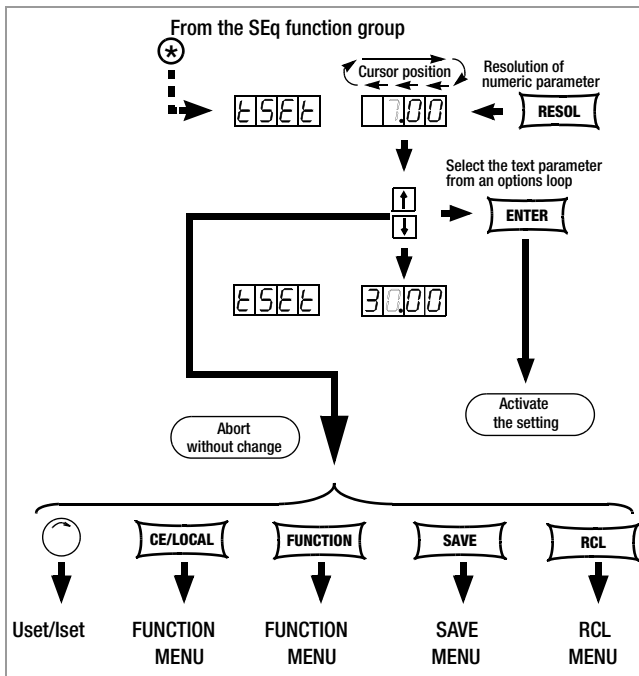 From the SEq function group
*
Cursor position
Resolution of
numeric parameter
tSEt
7.00
RESOL
Select the text parameter
from an options loop
↑
↓
ENTER
tSEt
30.00
Abort
without change
Activate
the setting
CE/LOCAL
FUNCTION
SAVE
RCL
Uset/Iset
FUNCTION
MENU
FUNCTION
MENU
SAVE
MENU
RCL
MENU